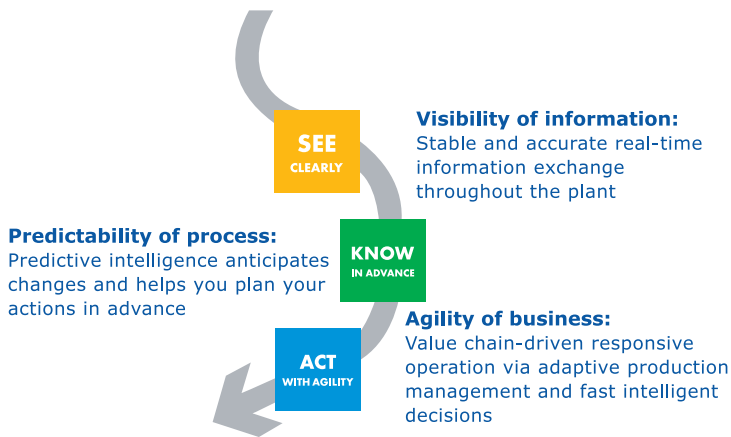 SEE
CLEARLY
Visibility of information:
Stable and accurate real-time
information exchange
throughout the plant
KNOW
IN ADVANCE
Predictability of process:
Predictive intelligence anticipates
changes and helps you plan your
actions in advance
ACT
WITH AGILITY
Agility of business:
Value chain-driven responsive
operation via adaptive production
management and fast intelligent
decisions